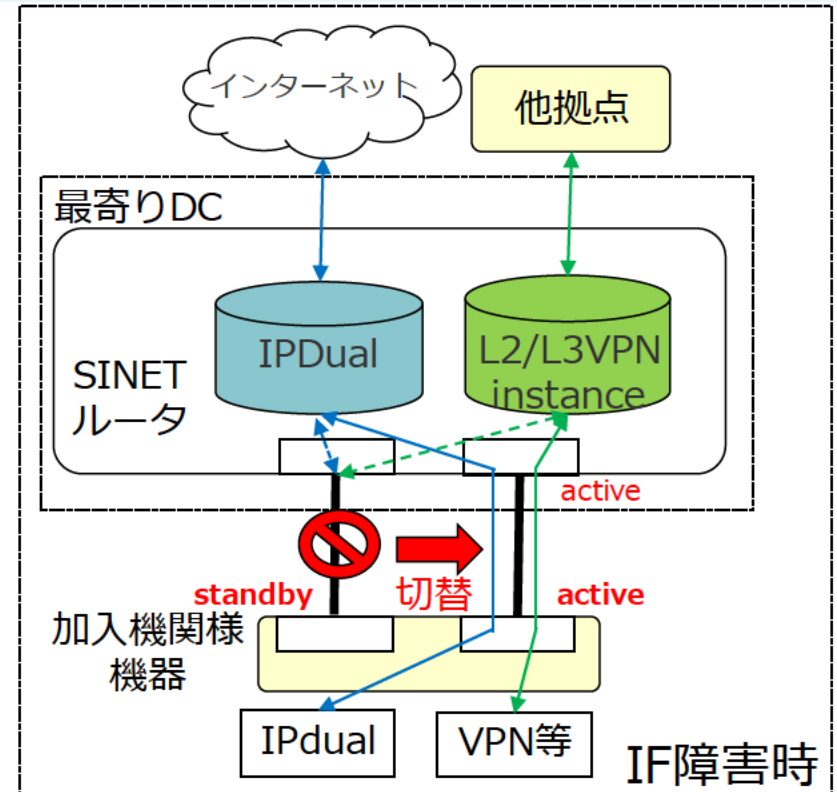 インターネット
他拠点
最寄りDC
IPDual
L2/L3VPN
instance
SINET
ルータ
active
standby
切替
active
加入機関様
機器
IPdual
VPN等
IF障害時